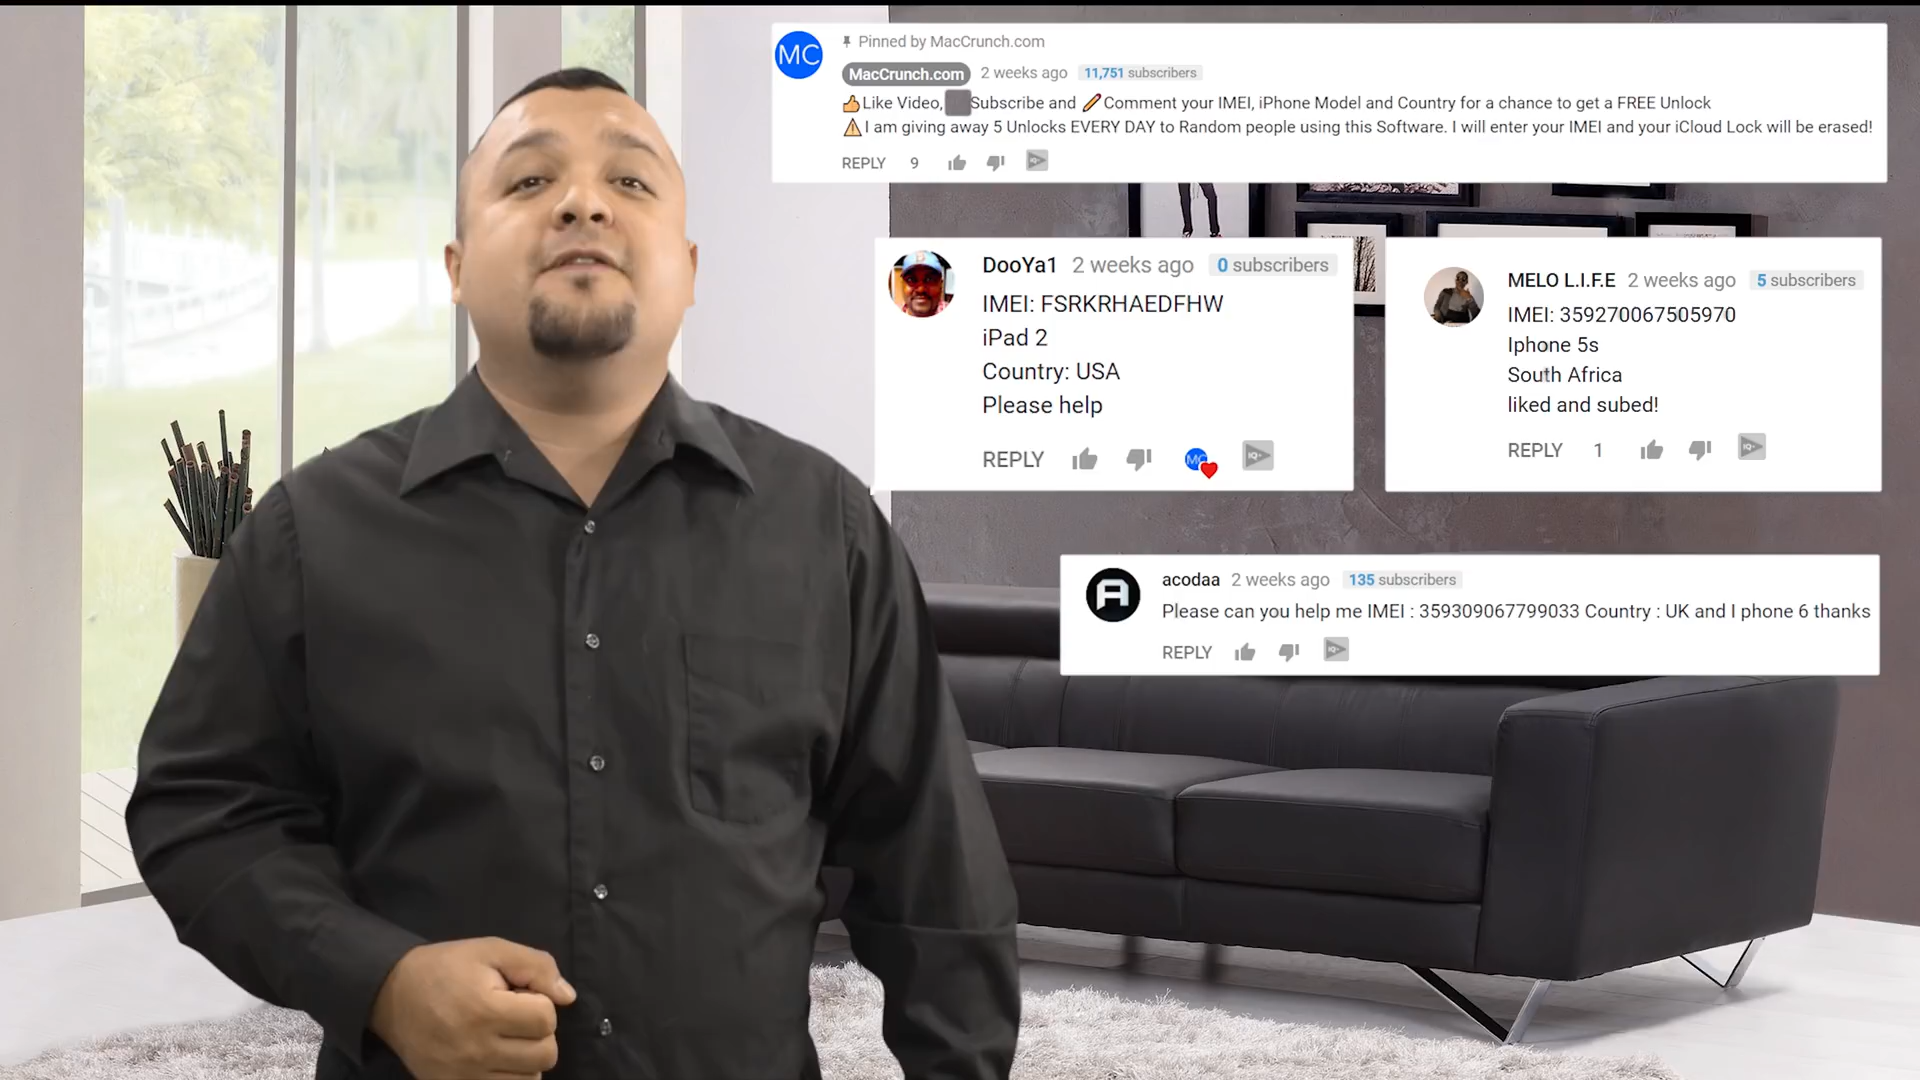 MC
Pinned by MacCrunch.com
MacCrunch.com 2 weeks ago 11,751 subscribers
👍Like Video, Subscribe and ✏️Comment your IMEI, iPhone Model and Country for a chance to get a FREE Unlock
⚠️I am giving away 5 Unlocks EVERY DAY to Random people using this Software. I will enter your IMEI and your iCloud Lock will be erased!
REPLY 9
DooYa1 2 weeks ago 0 subscribers
IMEI: FSRKRHAEDFHW
iPad 2
Country: USA
Please help
REPLY MC
MELO L.I.F.E 2 weeks ago 5 subscribers
IMEI: 359270067505970
Iphone 5s
South Africa
liked and subed!
REPLY 1
A
acodaa 2 weeks ago 135 subscribers
Please can you help me IMEI : 359309067799033 Country : UK and I phone 6 thanks
REPLY